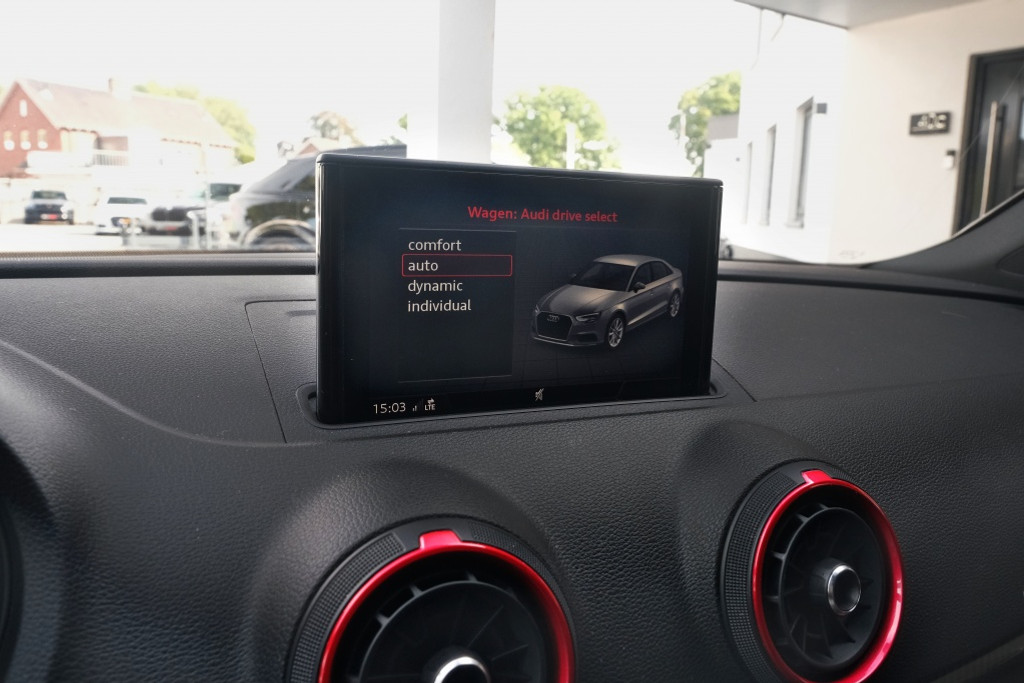 Wagen: Audi drive select
comfort
auto
dynamic
individual
15:03 LTE